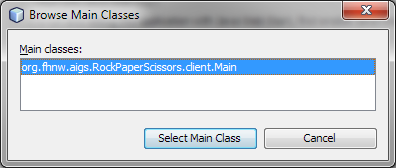 Browse Main Classes
Main classes:
org.fhnw.aigs.RockPaperScissors.client.Main
Select Main Class
Cancel